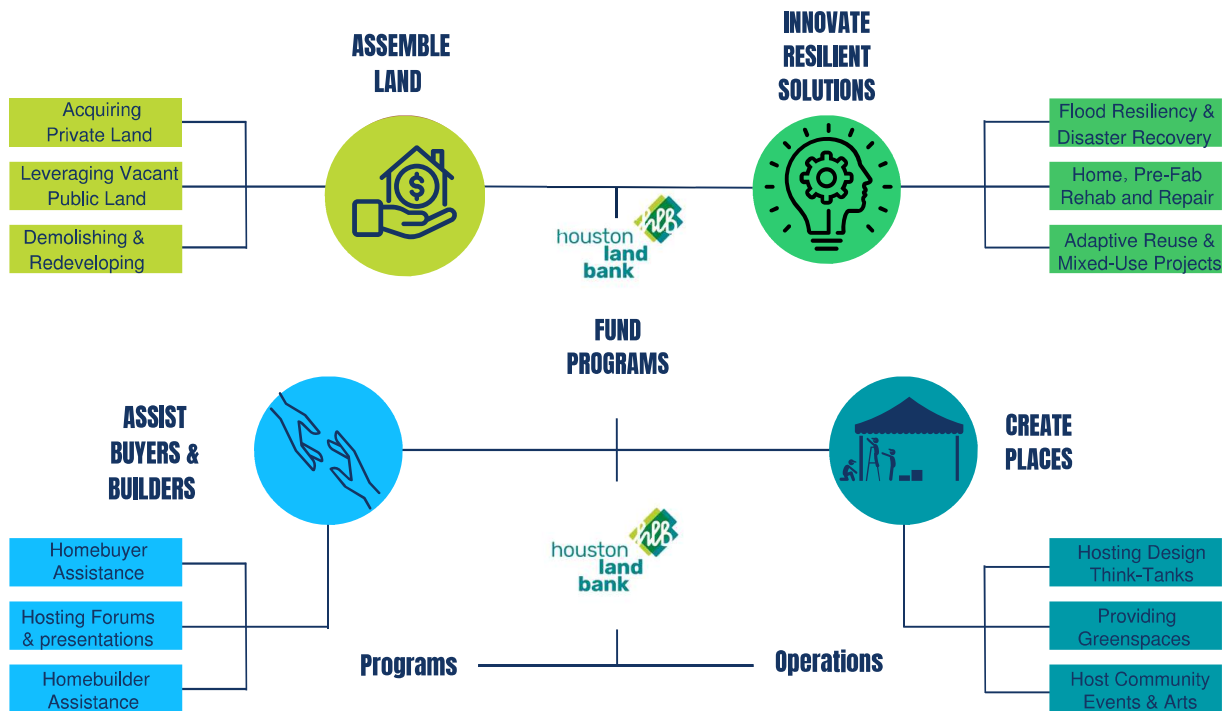 ASSEMBLE
LAND
INNOVATE
RESILIENT
SOLUTIONS
Acquiring
Private Land
Leveraging Vacant
Public Land
Demolishing &
Redeveloping
$
hlb
houston
land
bank
Flood Resiliency &
Disaster Recovery
Home, Pre-Fab
Rehab and Repair
Adaptive Reuse &
Mixed-Use Projects
FUND
PROGRAMS
ASSIST
BUYERS &
BUILDERS
CREATE
PLACES
Homebuyer
Assistance
Hosting Forums
& presentations
Homebuilder
Assistance
hlb
houston
land
bank
Hosting Design
Think-Tanks
Providing
Greenspaces
Host Community
Events & Arts
Programs
Operations